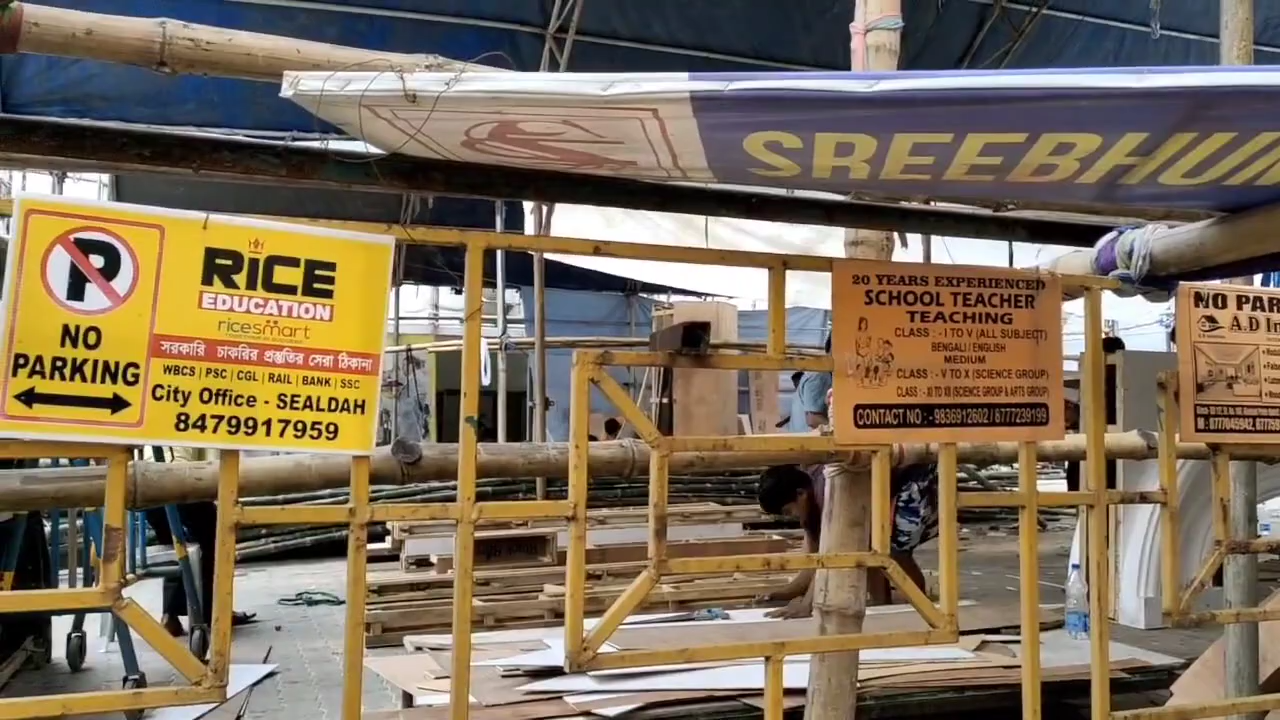 SREEBHUM
P
NO
PARKING
RICE
EDUCATION
ricesmart
সরকারি চাকরির প্রস্তুতির সেরা ঠিকানা
WBCS | PSC | CGL | RAIL | BANK | SSC
City Office - SEALDAH
8479917959
20 YEARS EXPERIENCED
SCHOOL TEACHER
TEACHING
CLASS : - I TO V (ALL SUBJECT)
BENGALI / ENGLISH
MEDIUM
CLASS : - V TO X (SCIENCE GROUP)
CLASS : - XI TO XII (SCIENCE GROUP & ARTS GROUP)
CONTACT NO : - 9836912602 / 8777239199
NO PAR
A.D In